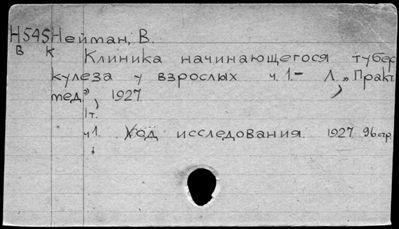 Н545 Нейман, В.
В К Клиника начинающегося тубер
кулеза у взрослых ч.1.- Л., "Практ.
мед.", 1927
1т.
ч1. Ход исследования. 1927 96стр.